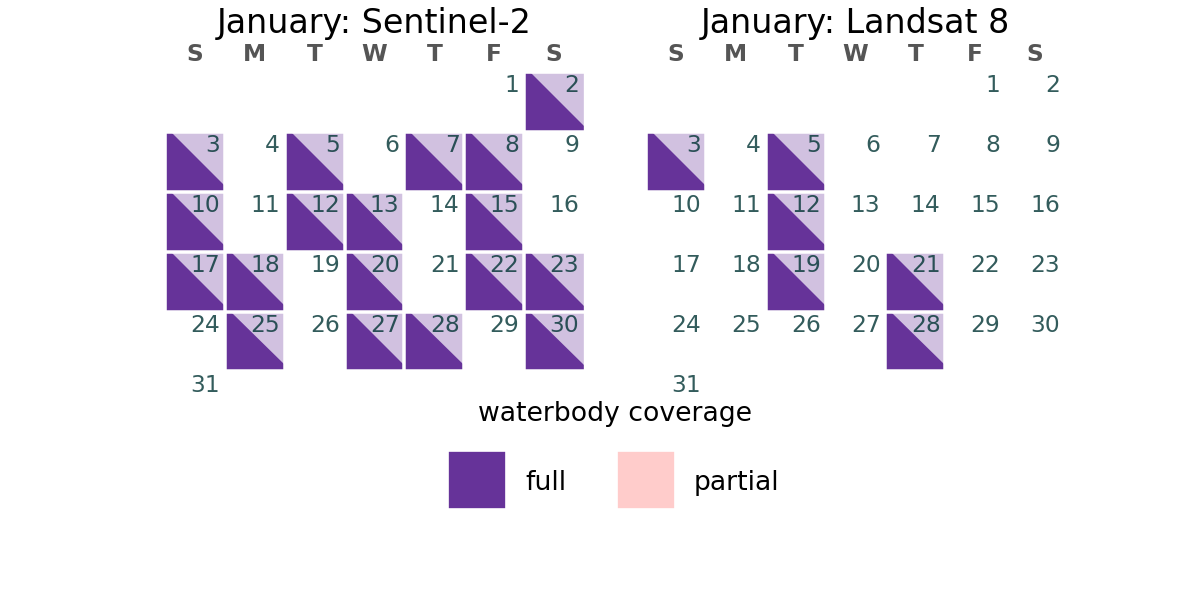 January: Sentinel-2
S M T W T F S
1 2
3 4 5 6 7 8 9
10 11 12 13 14 15 16
17 18 19 20 21 22 23
24 25 26 27 28 29 30
31
January: Landsat 8
S M T W T F S
1 2
3 4 5 6 7 8 9
10 11 12 13 14 15 16
17 18 19 20 21 22 23
24 25 26 27 28 29 30
31
waterbody coverage
full partial